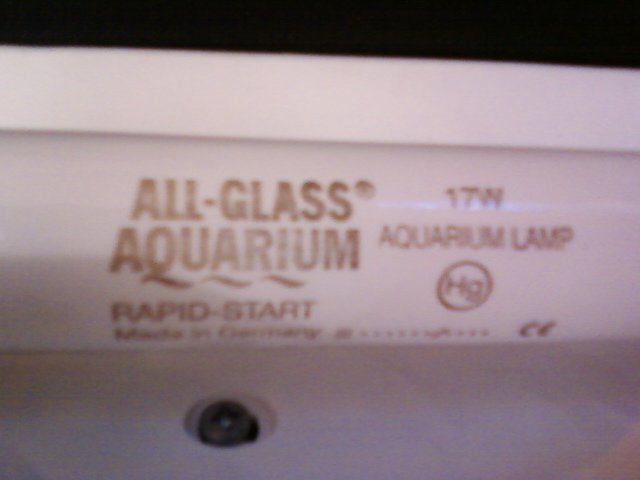 ALL-GLASS®
AQUARIUM
RAPID-START
Made in Germany
17W
AQUARIUM LAMP
Hg
CE